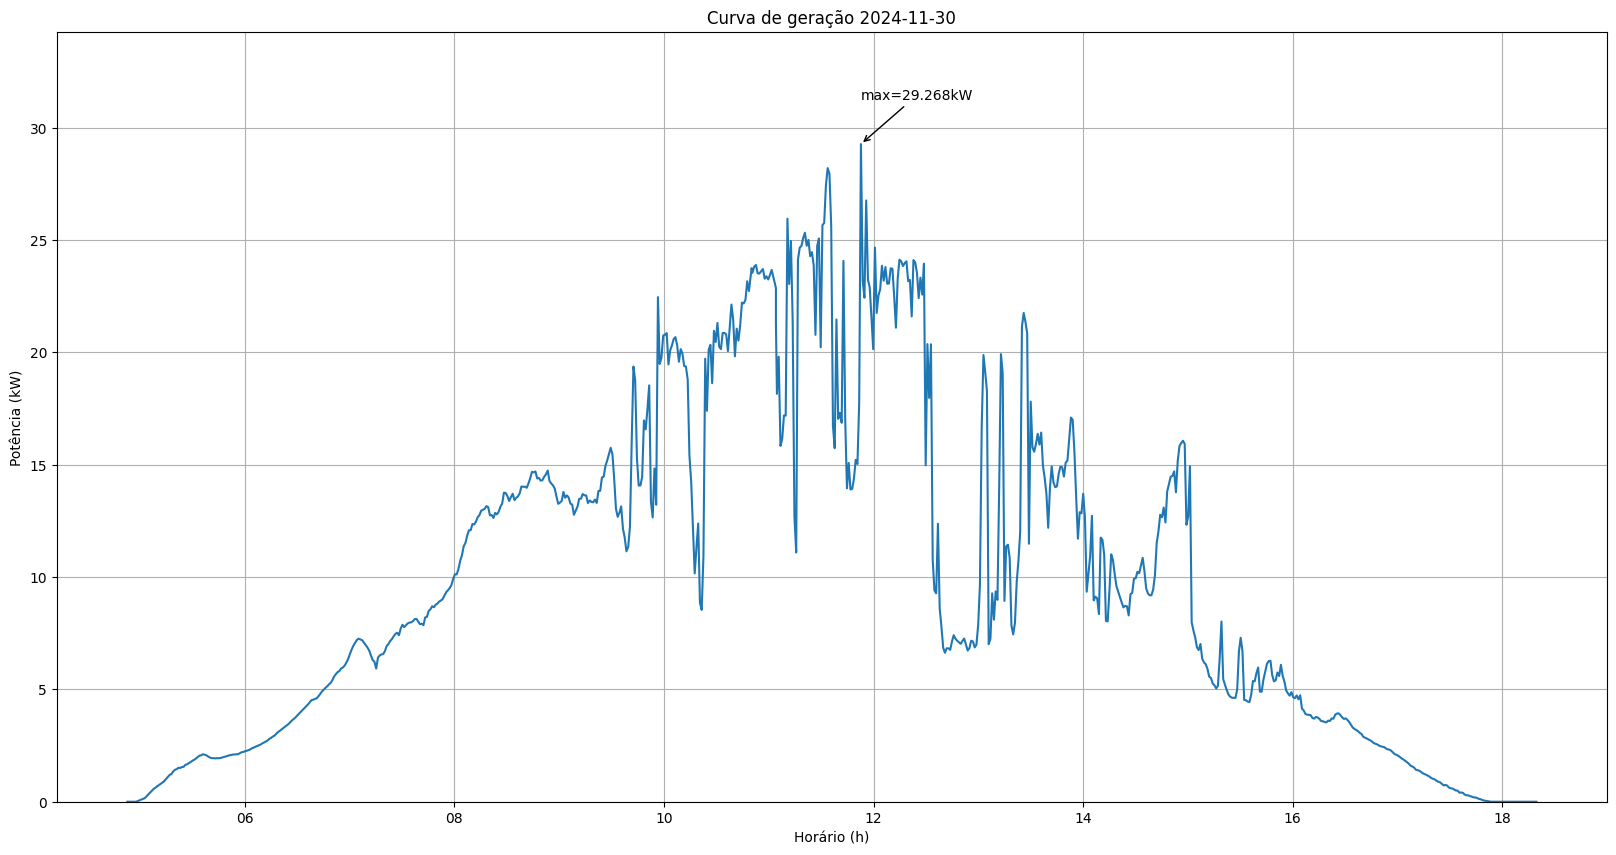 Curva de geração 2024-11-30
max=29.268kW
Potência (kW)
30
25
20
15
10
5
0
06 08 10 12 14 16 18
Horário (h)